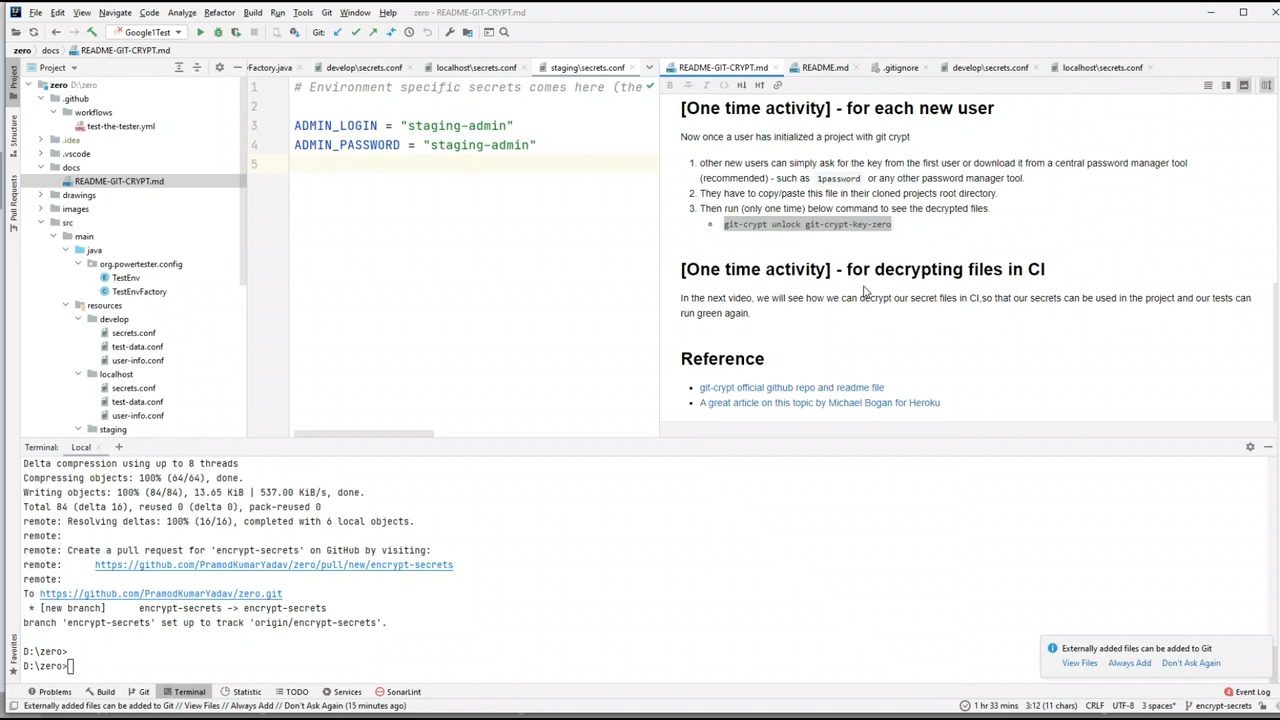 File Edit View Navigate Code Analyze Refactor Build Run Tools Git Window Help zero - README-GIT-CRYPT.md
Google1Test Git:
zero docs README-GIT-CRYPT.md
Project
Factory.java develop\secrets.conf localhost\secrets.conf staging\secrets.conf
README-GIT-CRYPT.md README.md .gitignore develop\secrets.conf localhost\secrets.conf
Project
Structure
Pull Requests
Favorites
zero D:\zero
.github
workflows
test-the-tester.yml
.idea
.vscode
docs
README-GIT-CRYPT.md
drawings
images
src
main
java
org.powertester.config
TestEnv
TestEnvFactory
resources
develop
secrets.conf
test-data.conf
user-info.conf
localhost
secrets.conf
test-data.conf
user-info.conf
staging
1 # Environment specific secrets comes here (the
2
3 ADMIN_LOGIN = "staging-admin"
4 ADMIN_PASSWORD = "staging-admin"
5
[One time activity] - for each new user
Now once a user has initialized a project with git crypt
1. other new users can simply ask for the key from the first user or download it from a central password manager tool
(recommended) - such as 1password or any other password manager tool.
2. They have to copy/paste this file in their cloned projects root directory.
3. Then run (only one time) below command to see the decrypted files.
git-crypt unlock git-crypt-key-zero
[One time activity] - for decrypting files in CI
In the next video, we will see how we can decrypt our secret files in CI,so that our secrets can be used in the project and our tests can
run green again.
Reference
git-crypt official github repo and readme file
A great article on this topic by Michael Bogan for Heroku
Terminal: Local
Delta compression using up to 8 threads
Compressing objects: 100% (64/64), done.
Writing objects: 100% (84/84), 13.65 KiB | 537.00 KiB/s, done.
Total 84 (delta 16), reused 0 (delta 0), pack-reused 0
remote: Resolving deltas: 100% (16/16), completed with 6 local objects.
remote:
remote: Create a pull request for 'encrypt-secrets' on GitHub by visiting:
remote: https://github.com/PramodKumarYadav/zero/pull/new/encrypt-secrets
remote:
To https://github.com/PramodKumarYadav/zero.git
* [new branch] encrypt-secrets -> encrypt-secrets
branch 'encrypt-secrets' set up to track 'origin/encrypt-secrets'.
D:\zero>
D:\zero>
Externally added files can be added to Git
View Files Always Add Don't Ask Again
Problems Build Git Terminal Statistic TODO Services SonarLint 4 Event Log
Externally added files can be added to Git // View Files // Always Add // Don't Ask Again (15 minutes ago) 1 hr 33 mins 3:12 (11 chars) CRLF UTF-8 3 spaces* encrypt-secrets